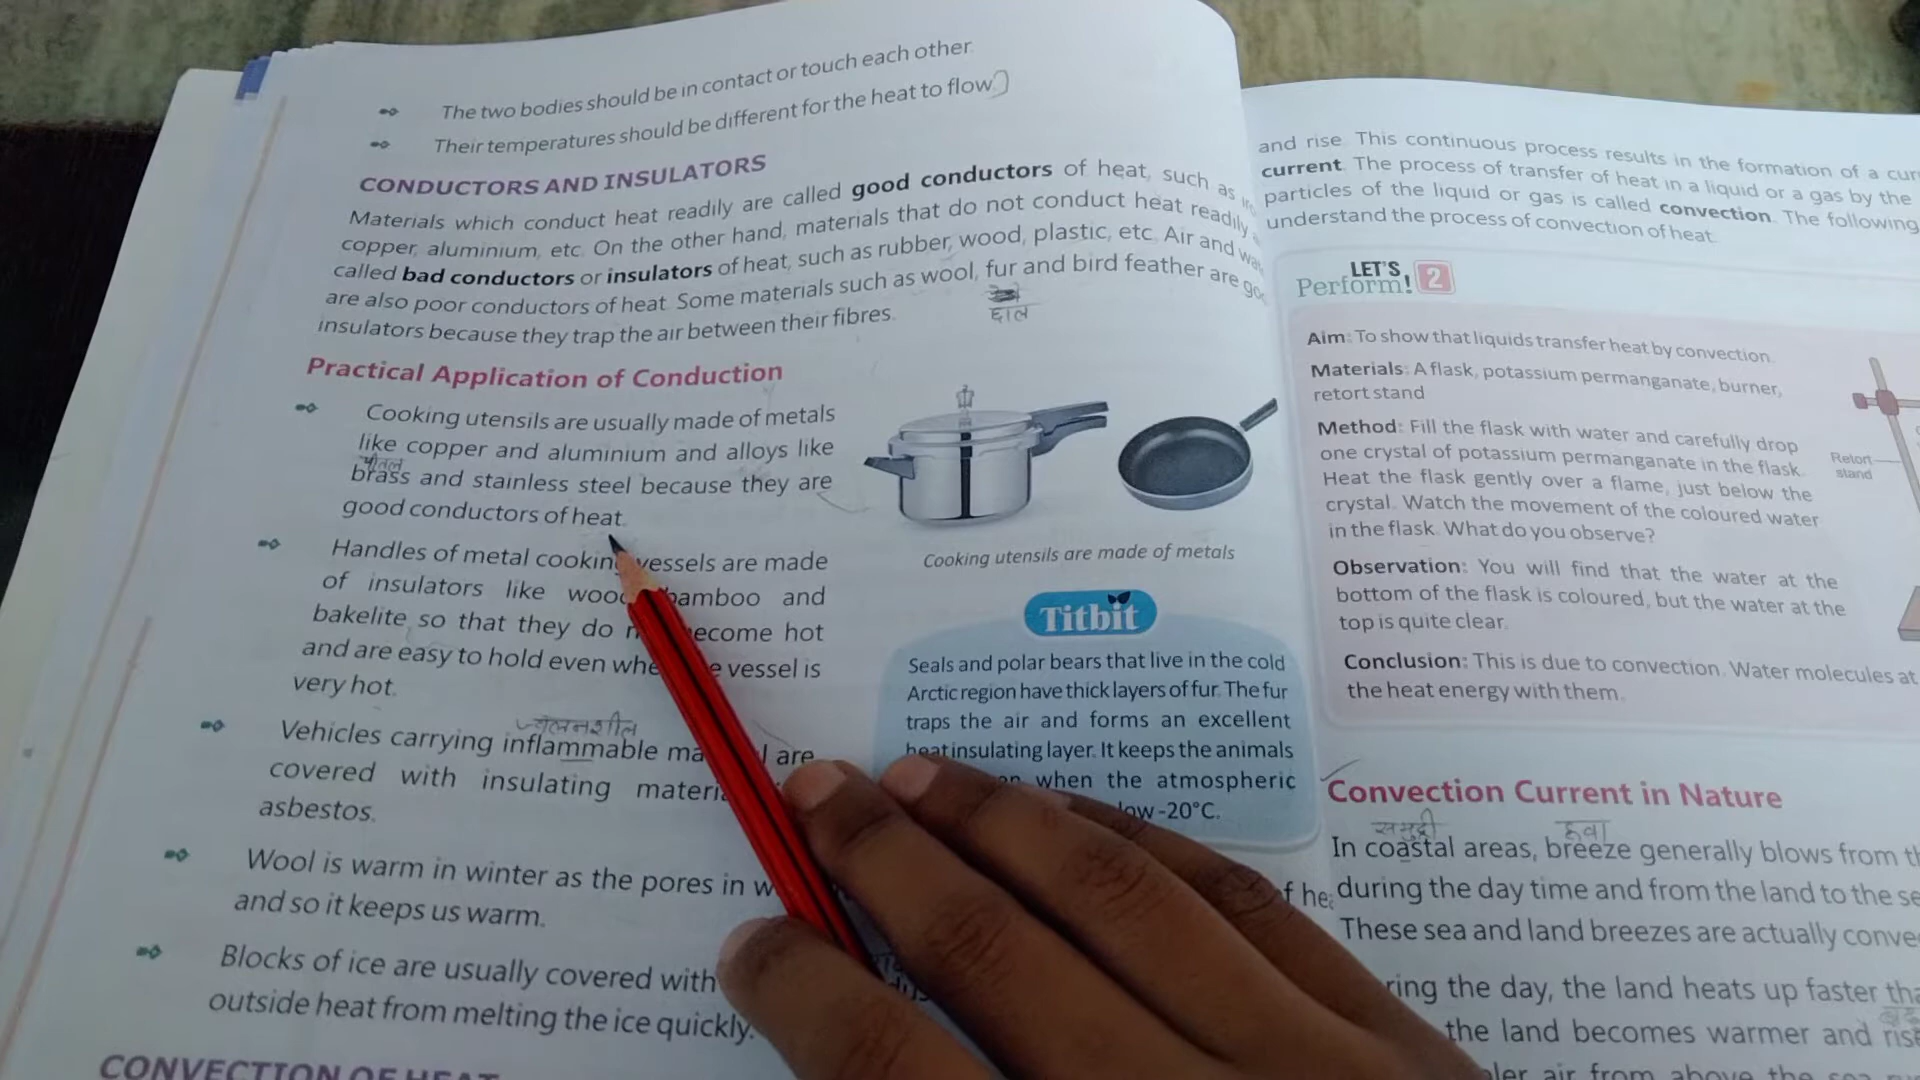 The two bodies should be in contact or touch each other.
Their temperatures should be different for the heat to flow.
CONDUCTORS AND INSULATORS
Materials which conduct heat readily are called good conductors of heat, such as
copper, aluminium, etc. On the other hand, materials that do not conduct heat readily
called bad conductors or insulators of heat, such as rubber, wood, plastic, etc. Air and
are also poor conductors of heat. Some materials such as wool, fur and bird feather are
insulators because they trap the air between their fibres.
छाल
Practical Application of Conduction
Cooking utensils are usually made of metals
like copper and aluminium and alloys like
पीतल
brass and stainless steel because they are
good conductors of heat.
Handles of metal cooking vessels are made
of insulators like wood, bamboo and
bakelite so that they do become hot
and are easy to hold even vessel is
very hot.
ज्वलनशील
Vehicles carrying inflammable are
covered with insulating
asbestos.
Wool is warm in winter as the pores in
and so it keeps us warm.
Blocks of ice are usually covered with
outside heat from melting the ice quickly.
CONVECTION OF HEAT
Cooking utensils are made of metals
Titbit
Seals and polar bears that live in the cold
Arctic region have thick layers of fur. The fur
traps the air and forms an excellent
heat insulating layer. It keeps the animals
when the atmospheric
-20°C.
and rise. This continuous process results in the formation of a
current. The process of transfer of heat in a liquid or a gas by the
particles of the liquid or gas is called convection. The following
understand the process of convection of heat.
LET'S
Perform! 2
Aim: To show that liquids transfer heat by convection.
Materials: A flask, potassium permanganate, burner,
retort stand
Method: Fill the flask with water and carefully drop
one crystal of potassium permanganate in the flask.
Heat the flask gently over a flame, just below the
crystal. Watch the movement of the coloured water
in the flask. What do you observe?
Retort
stand
Observation: You will find that the water at the
bottom of the flask is coloured, but the water at the
top is quite clear.
Conclusion: This is due to convection. Water molecules at
the heat energy with them.
Convection Current in Nature
समुद्री हवा
In coastal areas, breeze generally blows from
during the day time and from the land to the
These sea and land breezes are actually
the day, the land heats up faster
the land becomes warmer and
air from above the sea